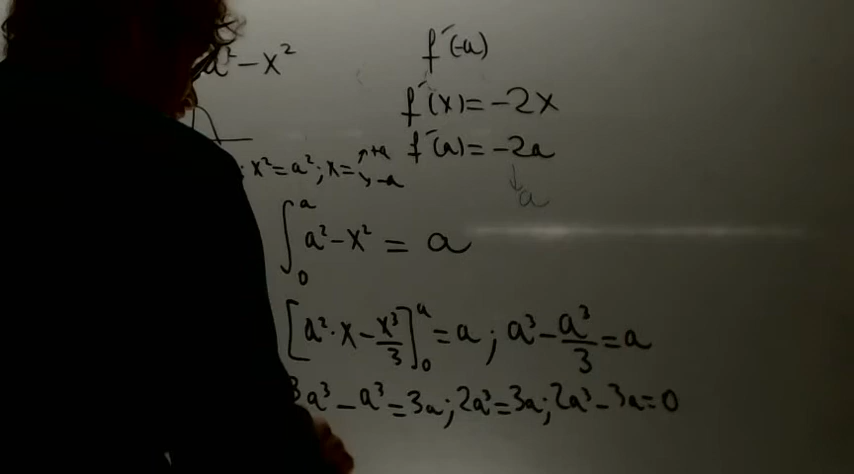 a² - x²
f´(-a)
f´(x) = -2x
f´(a) = -2a
a
; x² = a²; x = +a -a
∫₀ᵃ a² - x² = a
[a²·x - x³/3]₀ᵃ = a; a³ - a³/3 = a
3a³ - a³ = 3a; 2a³ = 3a; 2a³ - 3a = 0